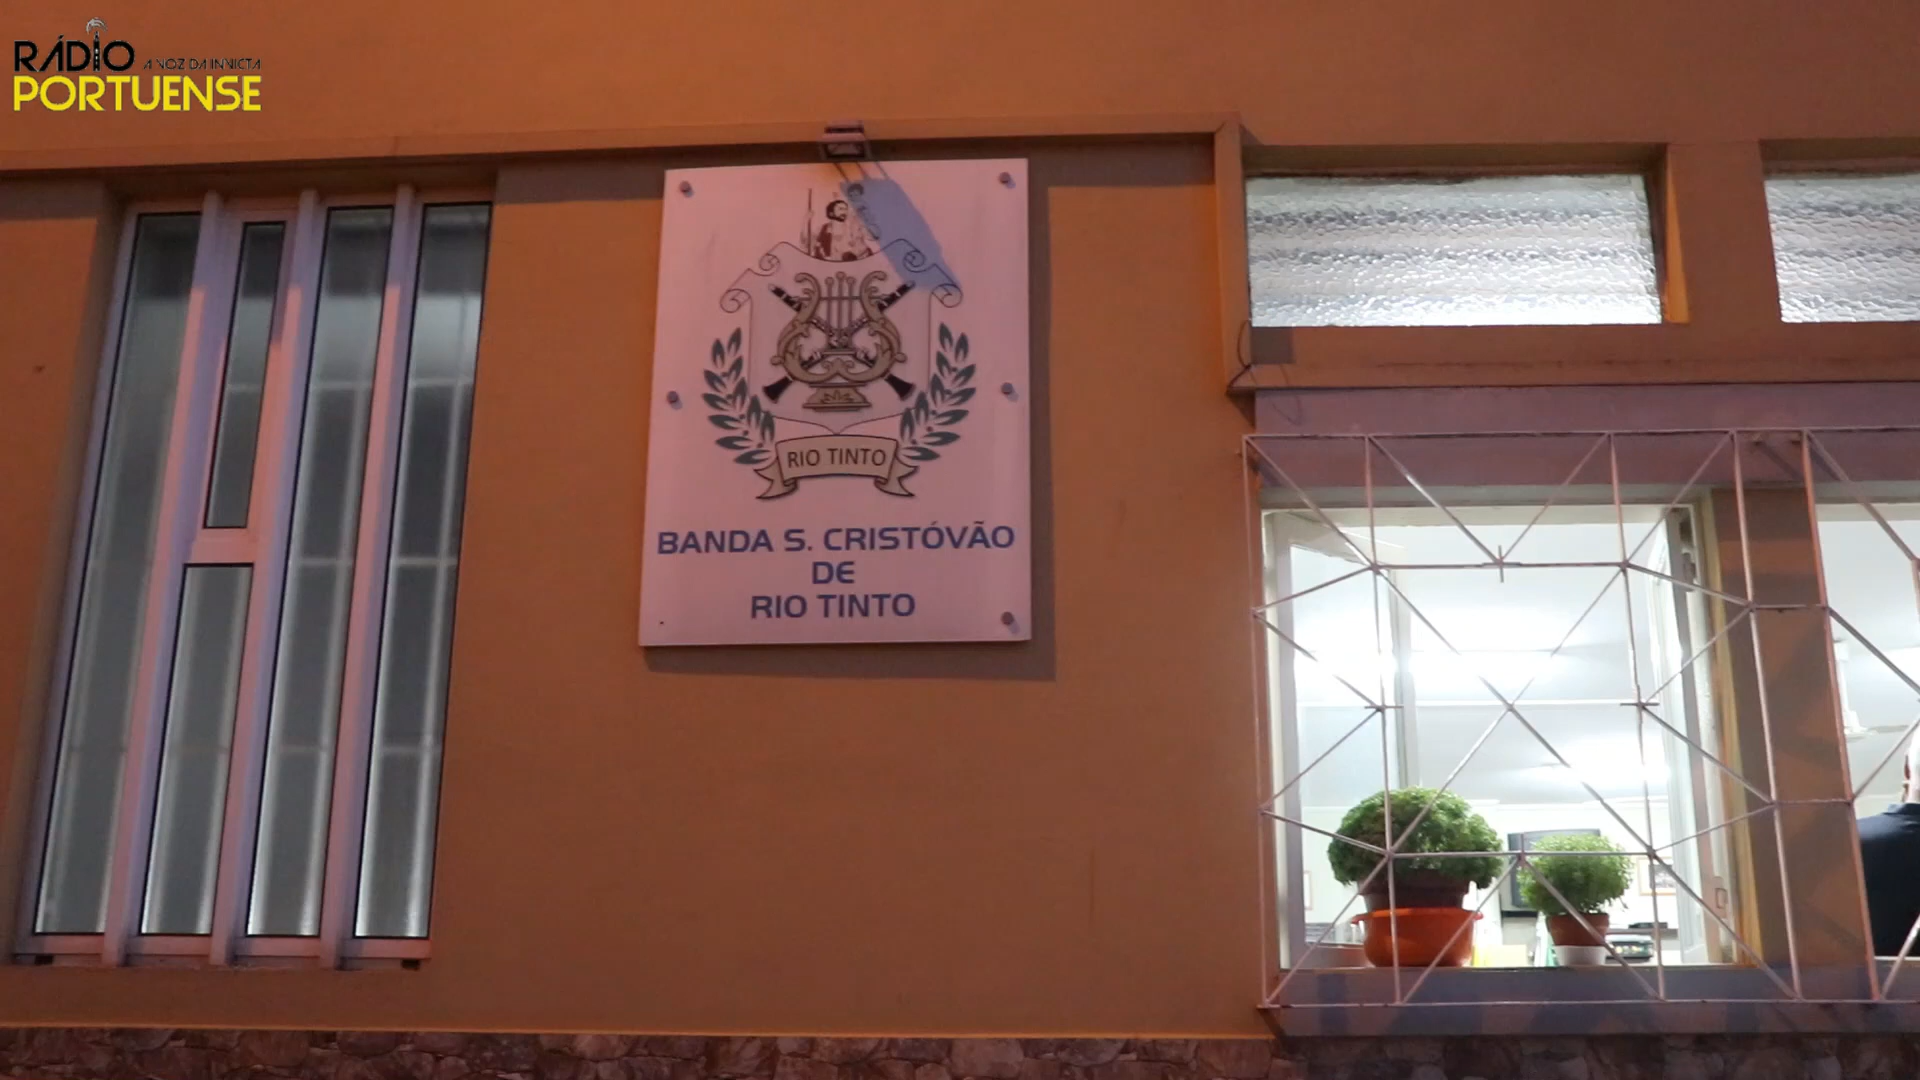 RÁDIO A VOZ DA INVICTA
PORTUENSE
RIO TINTO
BANDA S. CRISTÓVÃO
DE
RIO TINTO